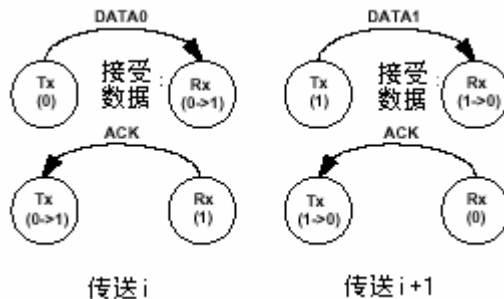 DATA0
Tx
(0)
接受
数据
Rx
(0->1)
ACK
Tx
(0->1)
Rx
(1)
传送 i
DATA1
Tx
(1)
接受
数据
Rx
(1->0)
ACK
Tx
(1->0)
Rx
(0)
传送 i+1